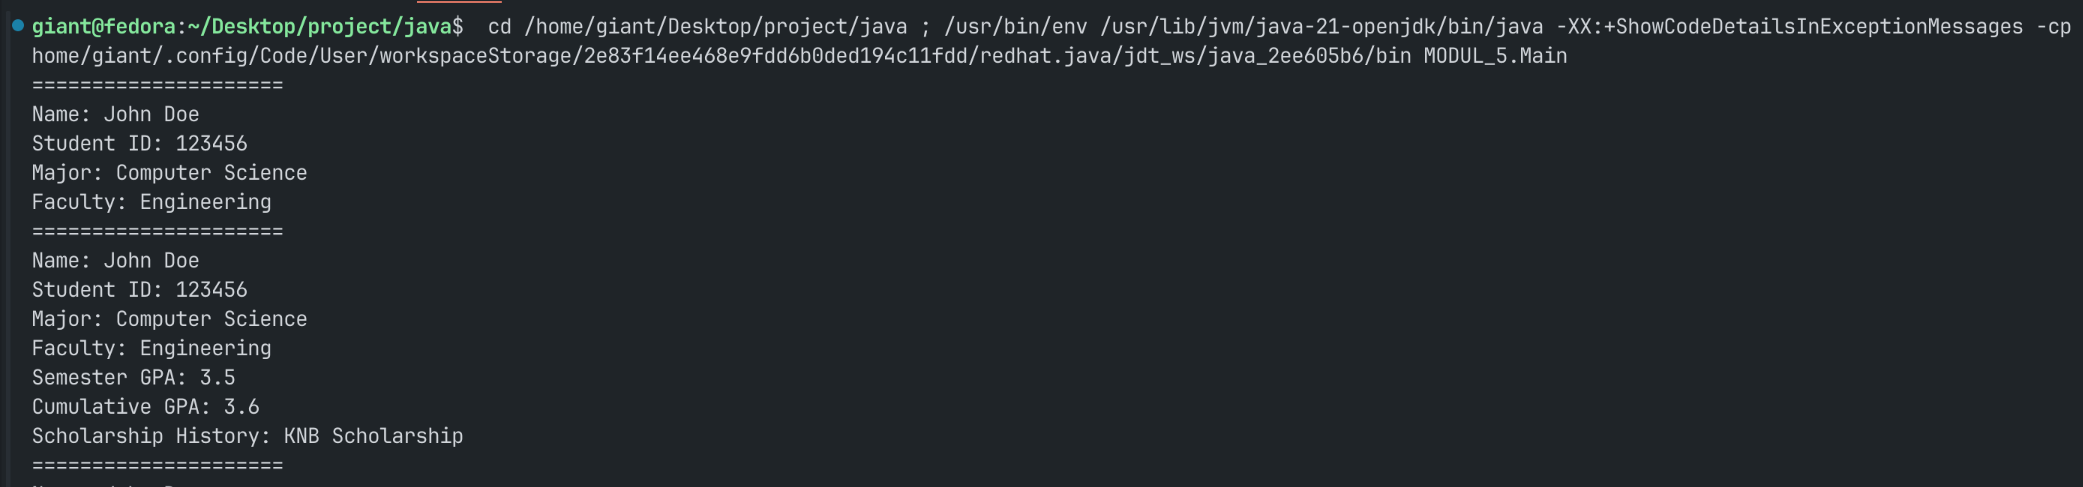 giant@fedora:~/Desktop/project/java$  cd /home/giant/Desktop/project/java ; /usr/bin/env /usr/lib/jvm/java-21-openjdk/bin/java -XX:+ShowCodeDetailsInExceptionMessages -cp
home/giant/.config/Code/User/workspaceStorage/2e83f14ee468e9fdd6b0ded194c11fdd/redhat.java/jdt_ws/java_2ee605b6/bin MODUL_5.Main
=====================
Name: John Doe
Student ID: 123456
Major: Computer Science
Faculty: Engineering
=====================
Name: John Doe
Student ID: 123456
Major: Computer Science
Faculty: Engineering
Semester GPA: 3.5
Cumulative GPA: 3.6
Scholarship History: KNB Scholarship
=====================